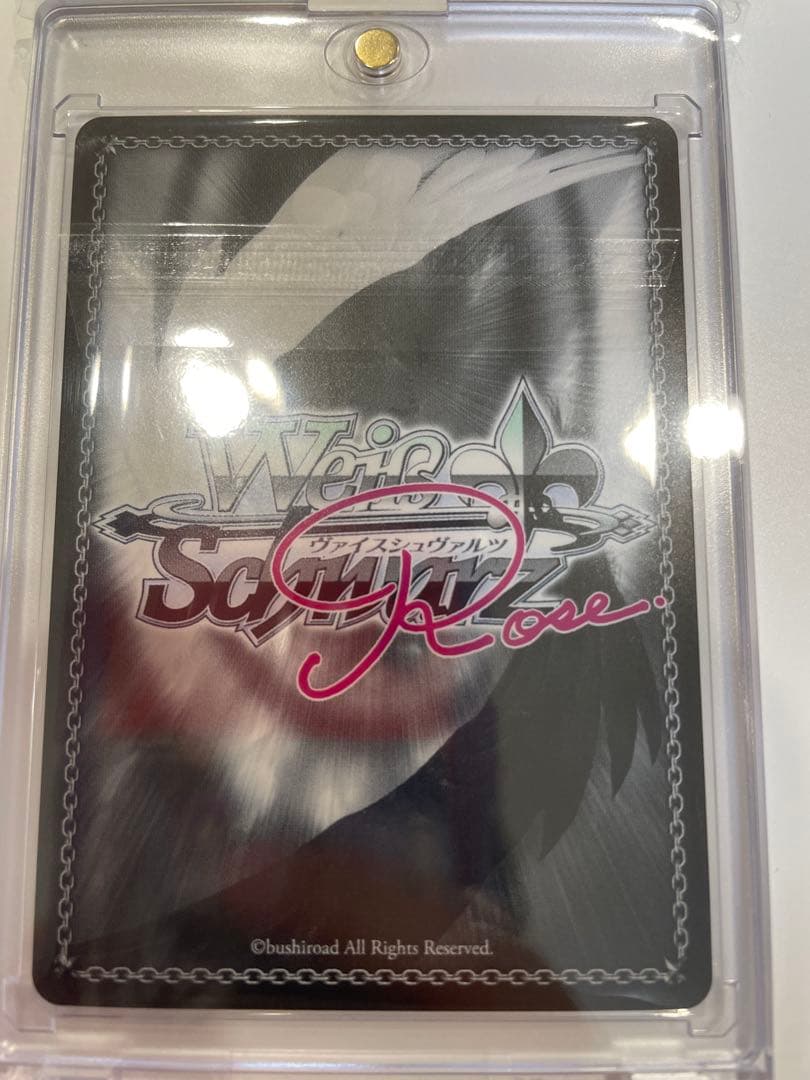 Weiß
ヴァイスシュヴァルツ
Schwarz
Rose.
©bushiroad All Rights Reserved.